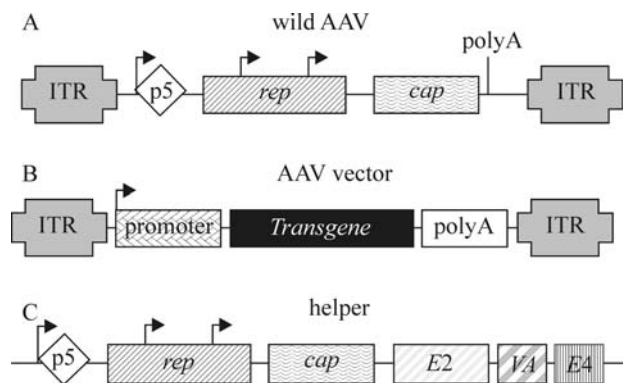 A wild AAV
polyA
ITR p5 rep cap ITR
B AAV vector
ITR promoter Transgene polyA ITR
C helper
p5 rep cap E2 VA E4